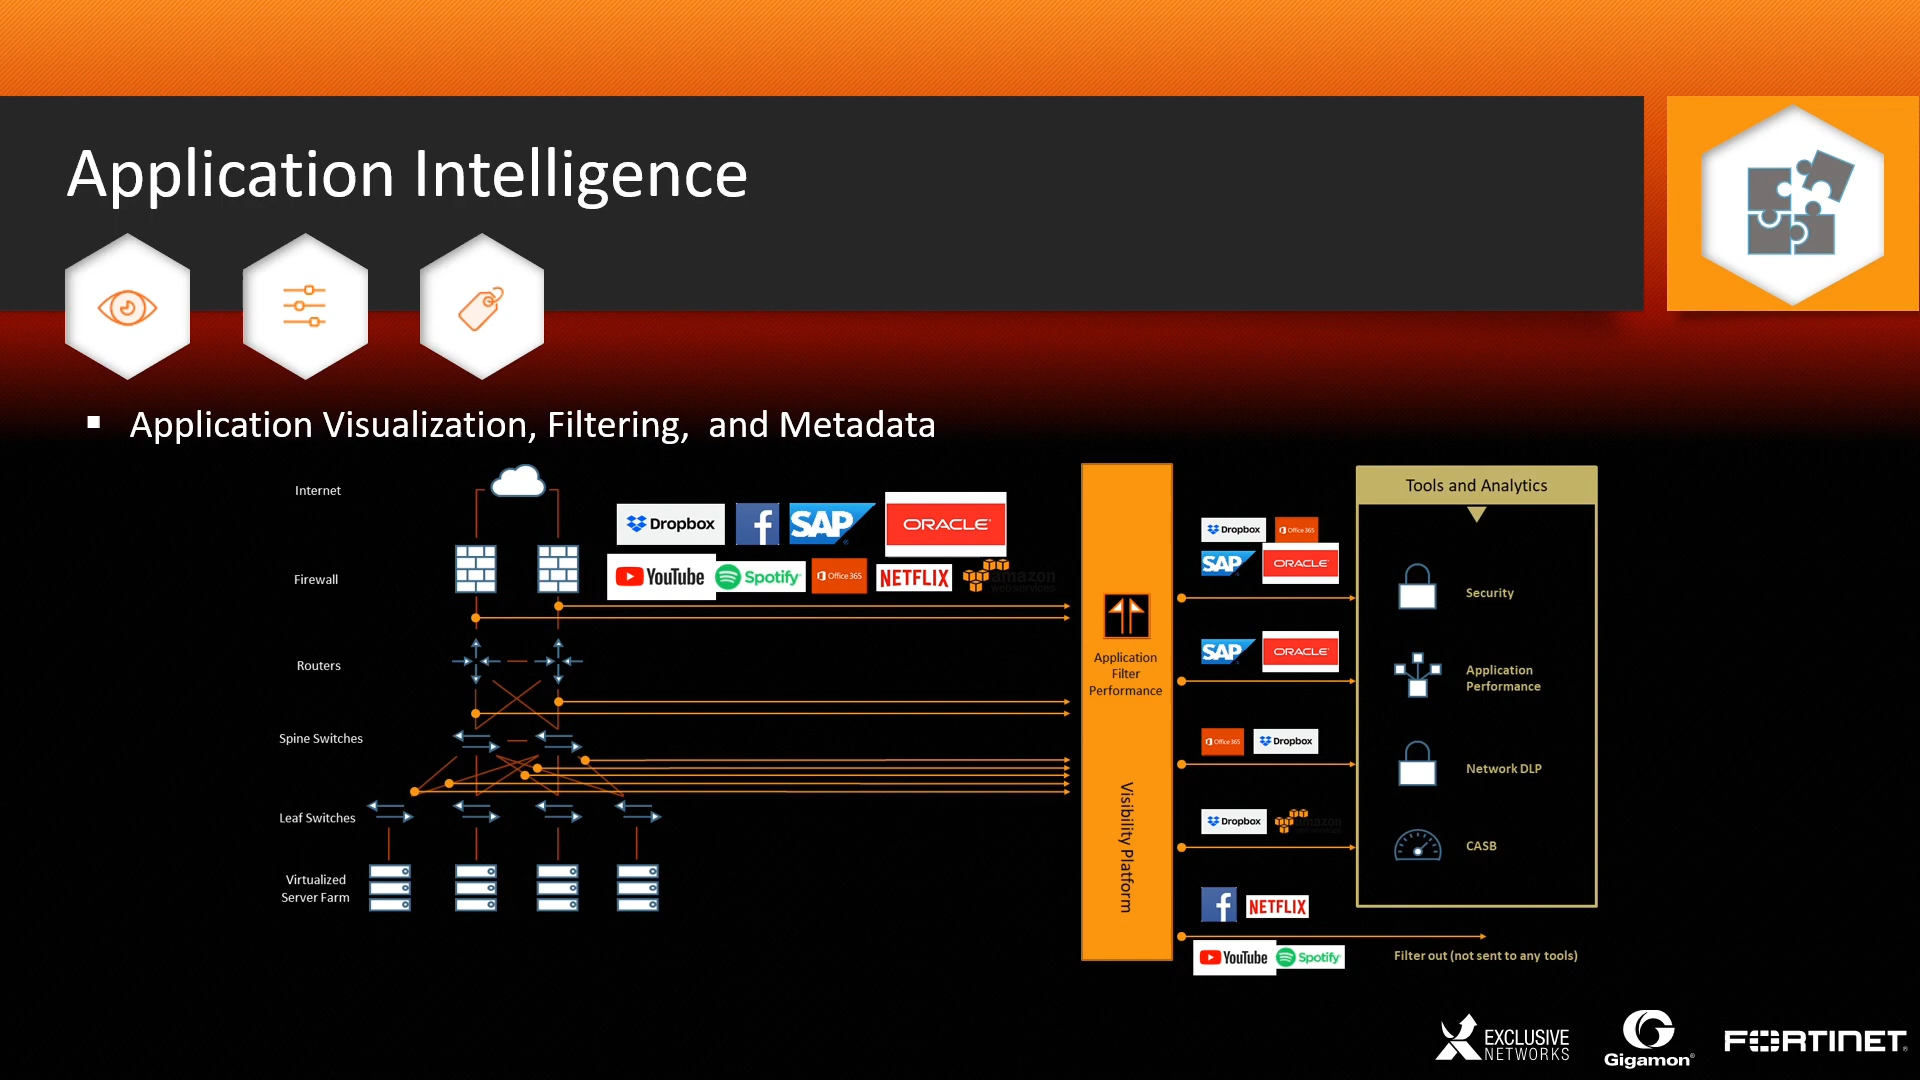 Application Intelligence
▪ Application Visualization, Filtering,  and Metadata
Internet
Firewall
Routers
Spine Switches
Leaf Switches
Virtualized
Server Farm
Dropbox
f
SAP
ORACLE
YouTube
Spotify
Office 365
NETFLIX
amazon
webservices
Application
Filter
Performance
Visibility Platform
Dropbox
Office 365
SAP
ORACLE
SAP
ORACLE
Office 365
Dropbox
Dropbox
amazon
f
NETFLIX
YouTube
Spotify
Tools and Analytics
Security
Application
Performance
Network DLP
CASB
Filter out (not sent to any tools)
EXCLUSIVE
NETWORKS
Gigamon®
FORTINET®